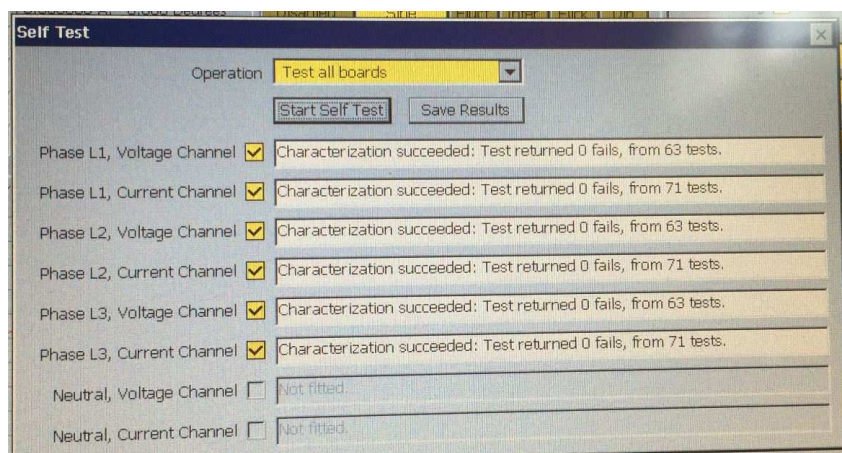 Self Test
Operation Test all boards
Start Self Test Save Results
Phase L1, Voltage Channel Characterization succeeded: Test returned 0 fails, from 63 tests.
Phase L1, Current Channel Characterization succeeded: Test returned 0 fails, from 71 tests.
Phase L2, Voltage Channel Characterization succeeded: Test returned 0 fails, from 63 tests.
Phase L2, Current Channel Characterization succeeded: Test returned 0 fails, from 71 tests.
Phase L3, Voltage Channel Characterization succeeded: Test returned 0 fails, from 63 tests.
Phase L3, Current Channel Characterization succeeded: Test returned 0 fails, from 71 tests.
Neutral, Voltage Channel Not fitted.
Neutral, Current Channel Not fitted.